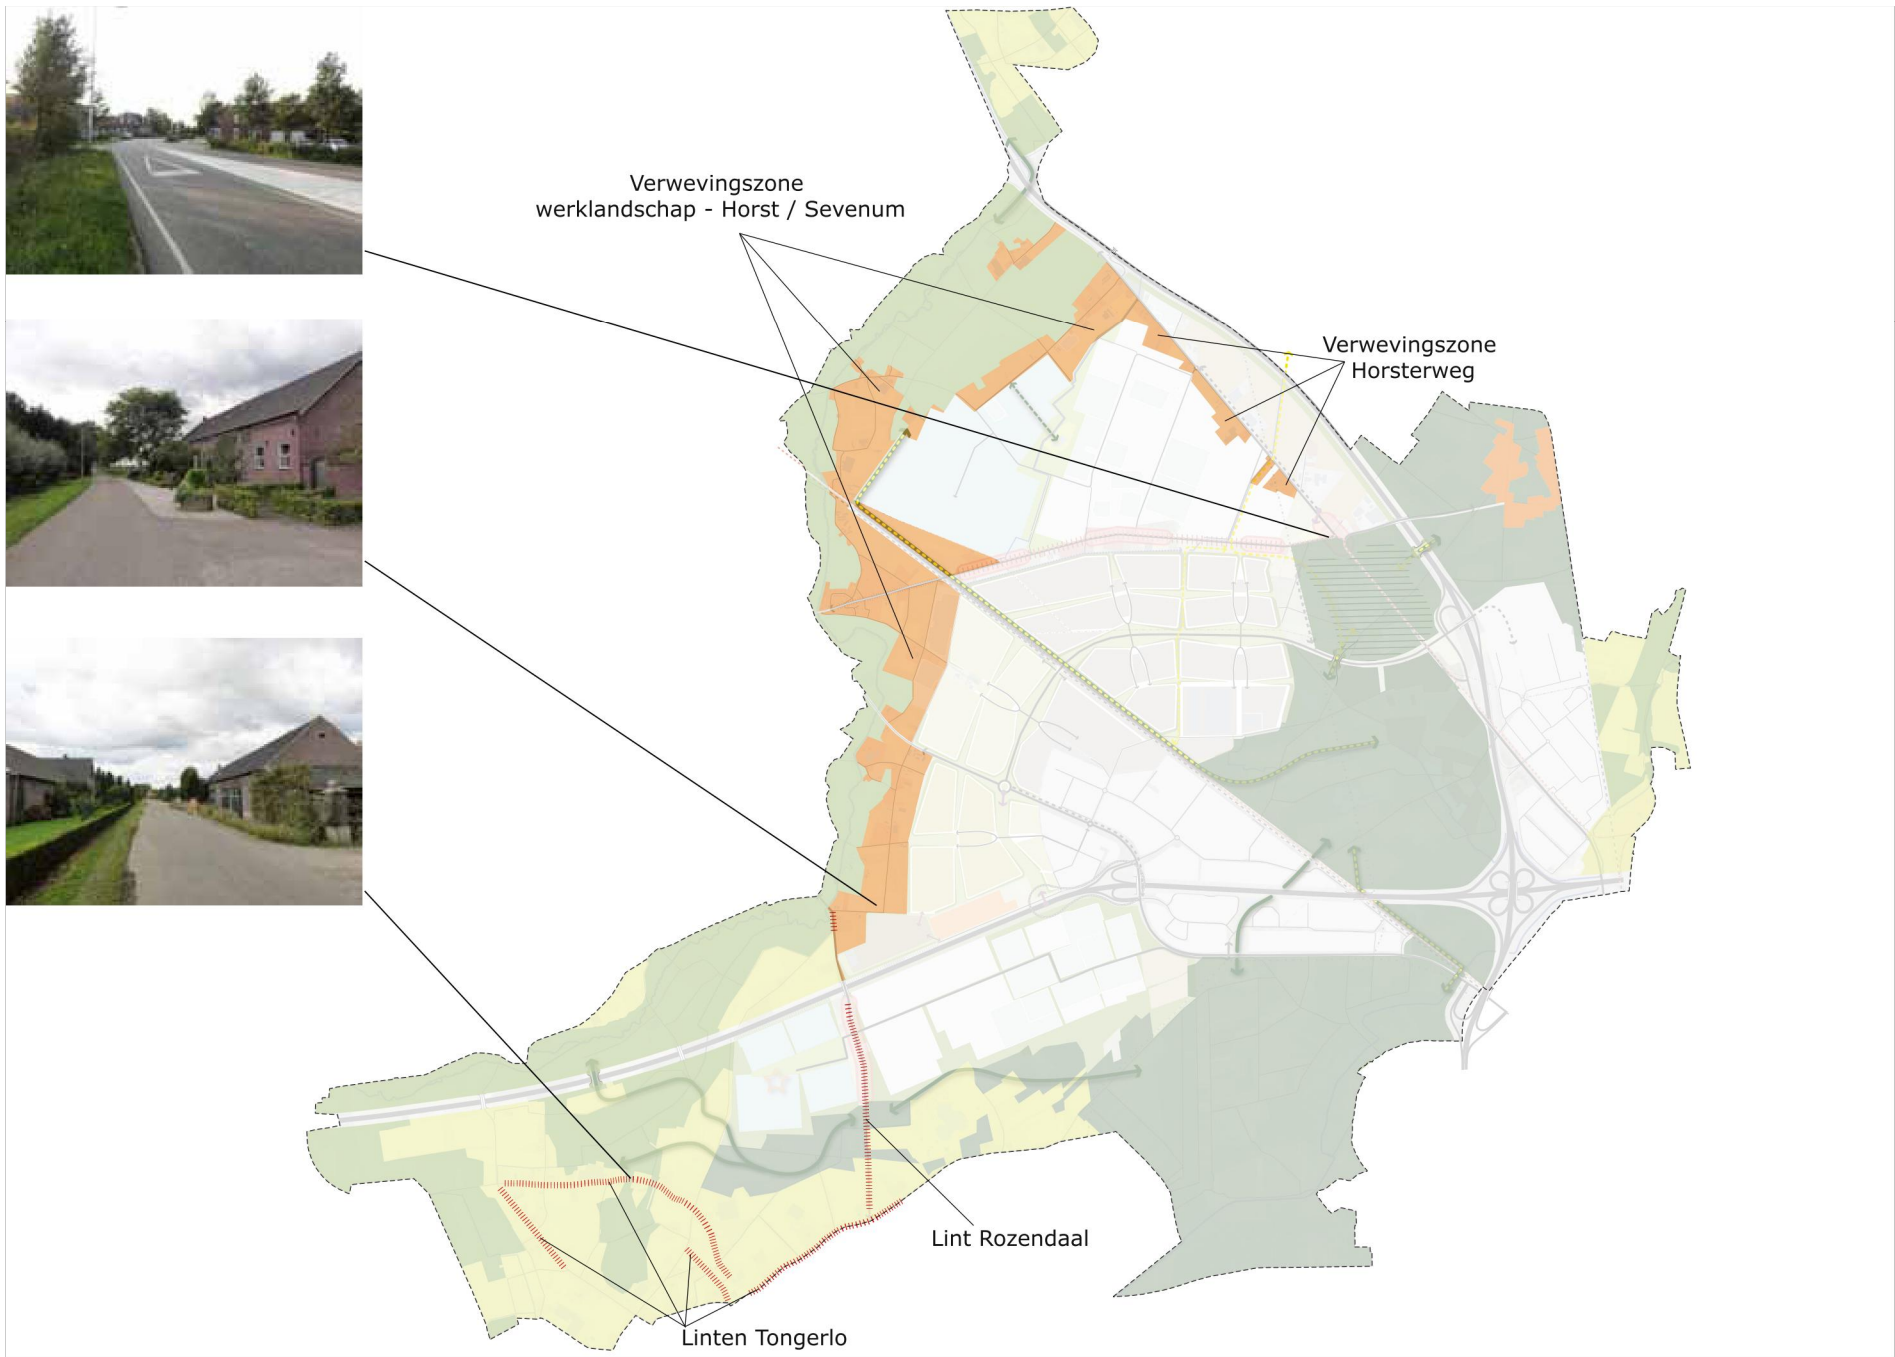 Verwevingszone
werklandschap - Horst / Sevenum
Verwevingszone
Horsterweg
Lint Rozendaal
Linten Tongerlo